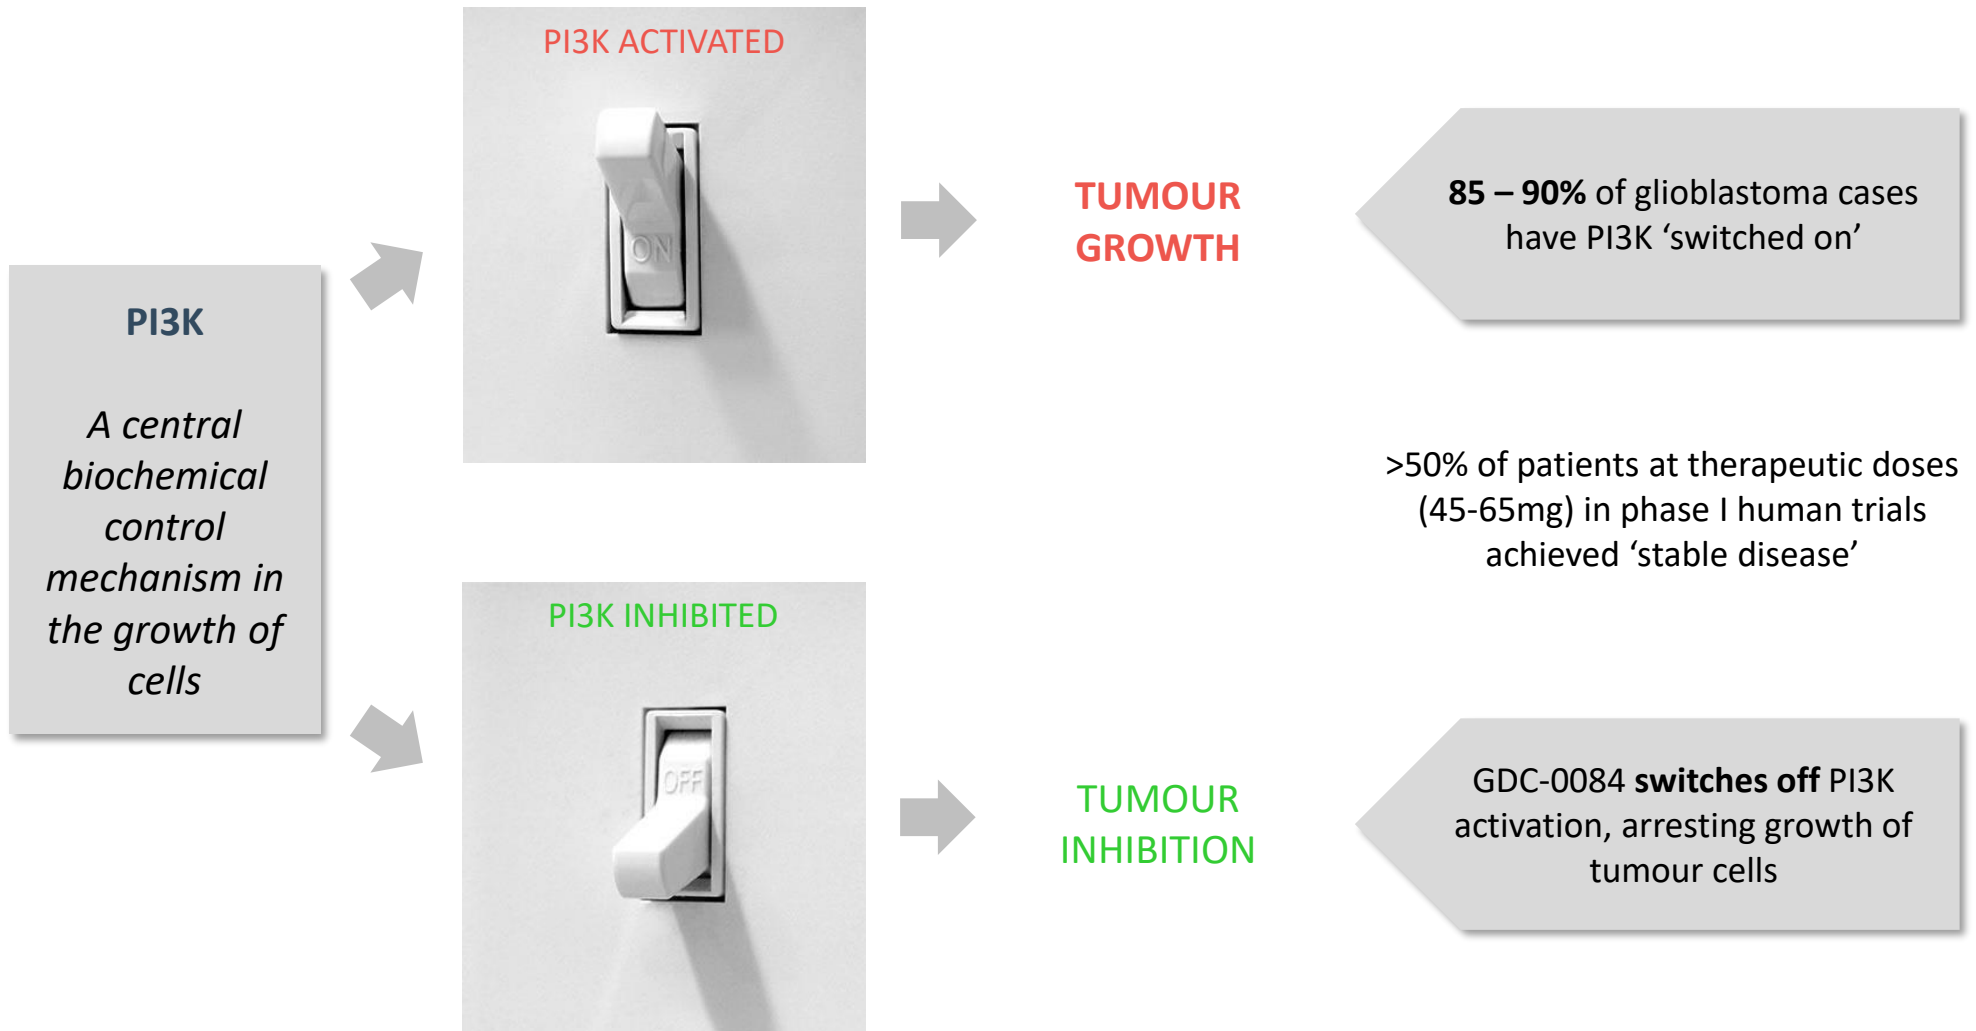 PI3K
A central
biochemical
control
mechanism in
the growth of
cells
PI3K ACTIVATED
ON
TUMOUR
GROWTH
85 – 90% of glioblastoma cases
have PI3K ‘switched on’
>50% of patients at therapeutic doses
(45-65mg) in phase I human trials
achieved ‘stable disease’
PI3K INHIBITED
OFF
TUMOUR
INHIBITION
GDC-0084 switches off PI3K
activation, arresting growth of
tumour cells